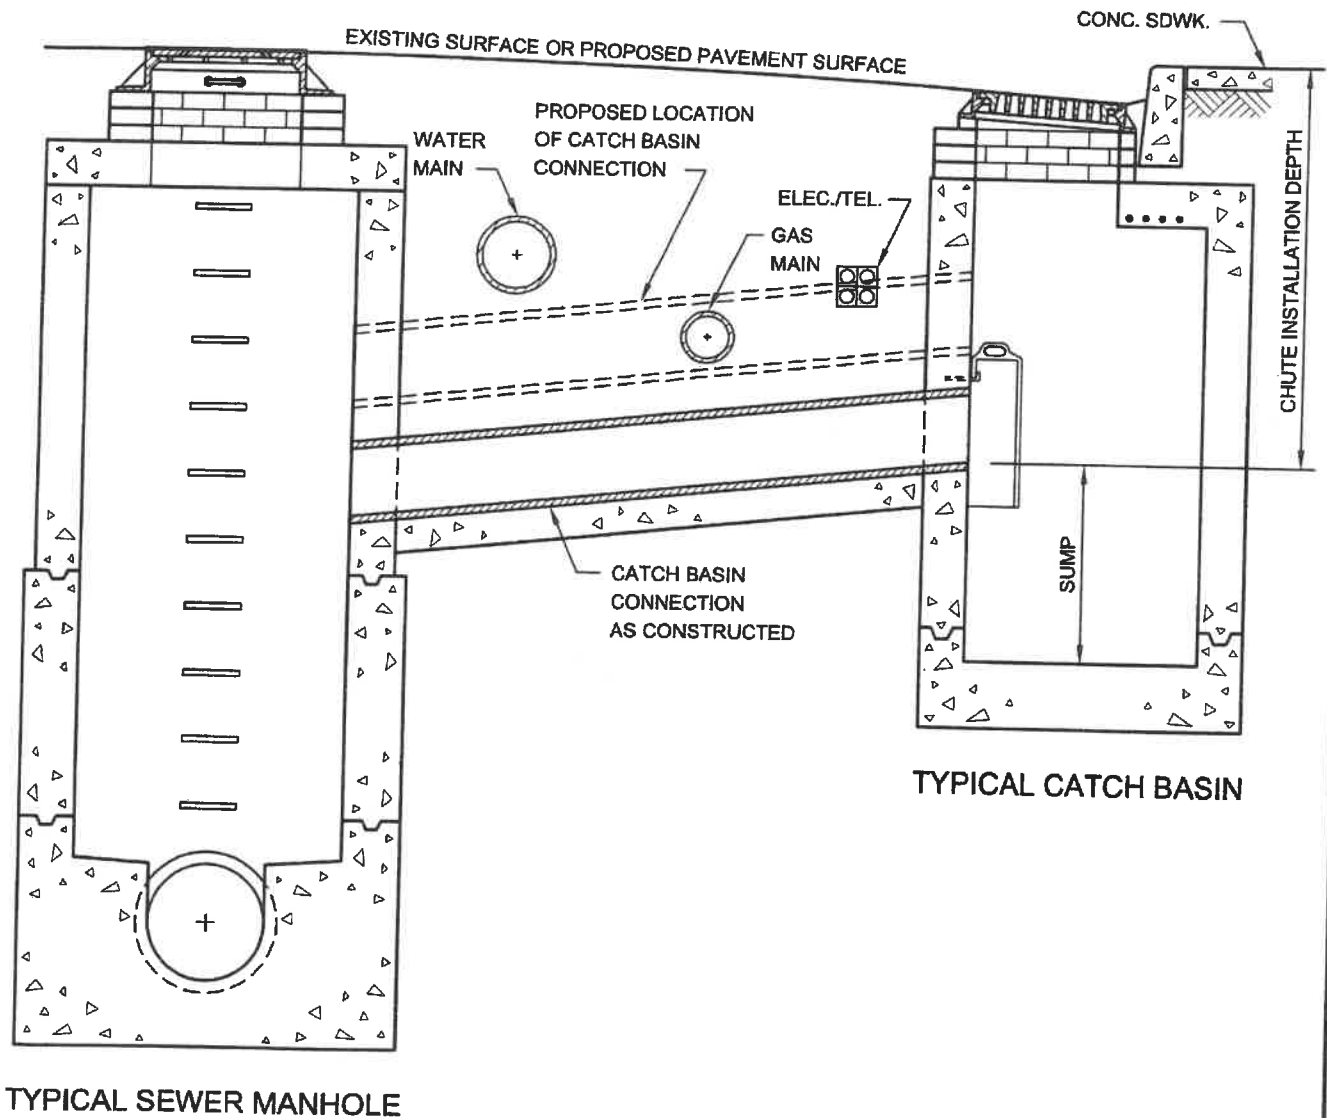 CONC. SDWK.
EXISTING SURFACE OR PROPOSED PAVEMENT SURFACE
PROPOSED LOCATION
OF CATCH BASIN
CONNECTION
WATER
MAIN
ELEC./TEL.
GAS
MAIN
CHUTE INSTALLATION DEPTH
SUMP
CATCH BASIN
CONNECTION
AS CONSTRUCTED
TYPICAL CATCH BASIN
TYPICAL SEWER MANHOLE